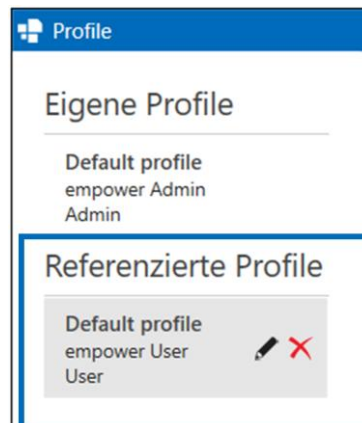 Profile
Eigene Profile
Default profile
empower Admin
Admin
Referenzierte Profile
Default profile
empower User
User